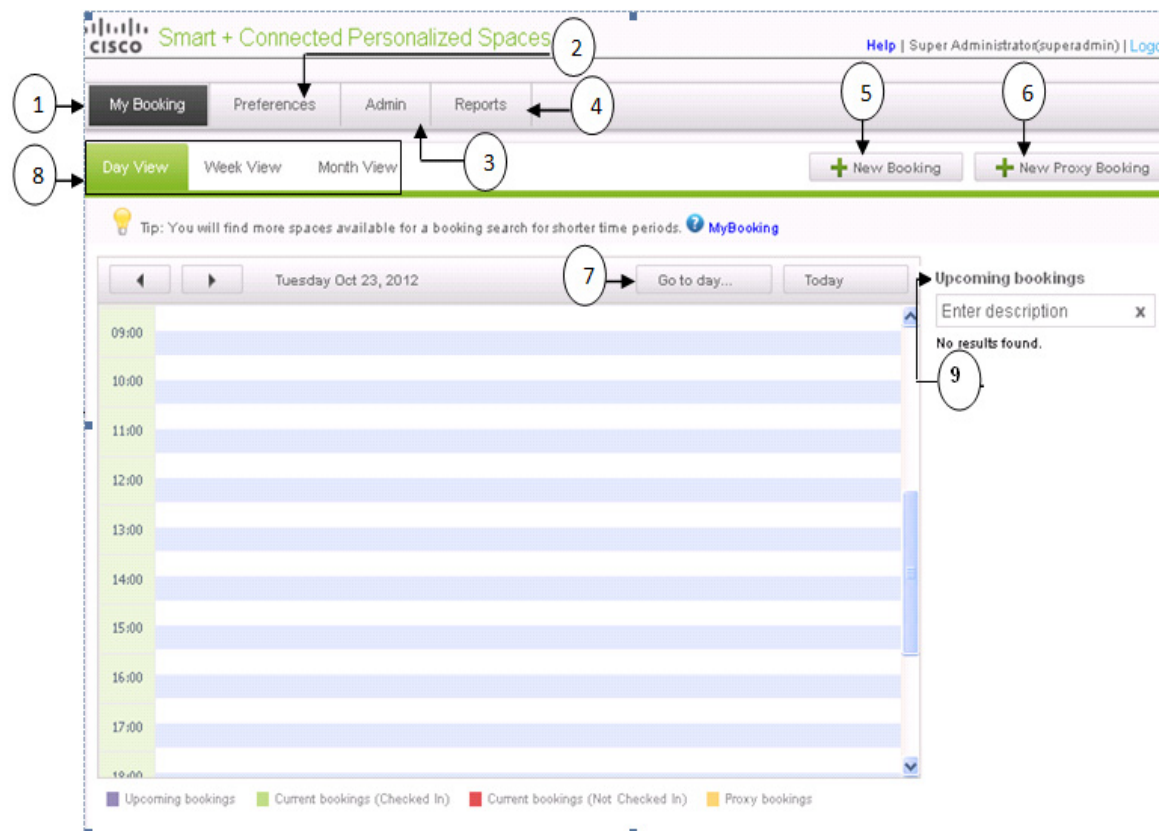 CISCO Smart + Connected Personalized Spaces
2
Help | Super Administrator(superadmin) | Logo
1
My Booking Preferences Admin Reports
4
5
6
3
8
Day View Week View Month View
New Booking New Proxy Booking
Tip: You will find more spaces available for a booking search for shorter time periods. ? MyBooking
Tuesday Oct 23, 2012
7
Go to day... Today
Upcoming bookings
Enter description x
No results found.
9
09:00
10:00
11:00
12:00
13:00
14:00
15:00
16:00
17:00
18:00
Upcoming bookings Current bookings (Checked In) Current bookings (Not Checked In) Proxy bookings